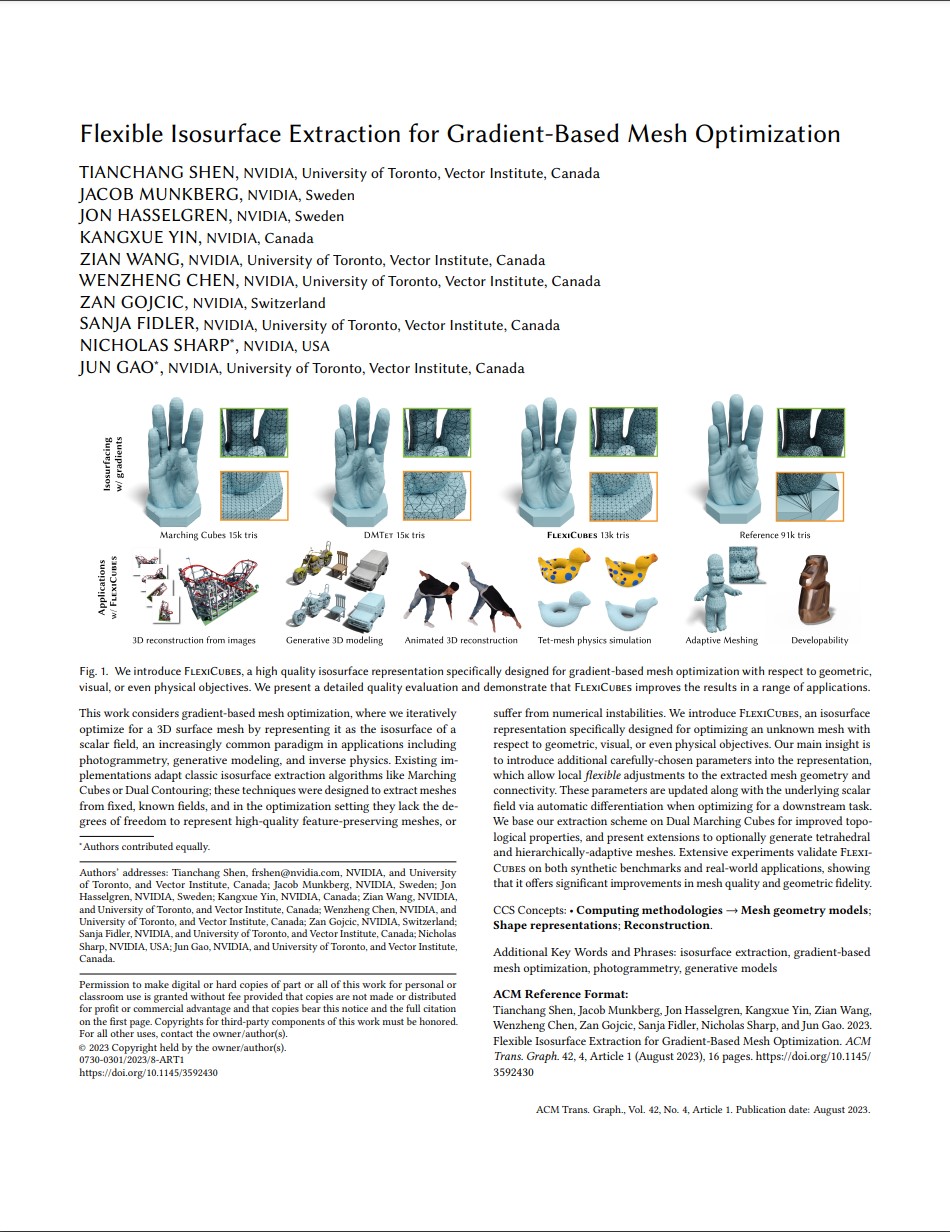 Flexible Isosurface Extraction for Gradient-Based Mesh Optimization
TIANCHANG SHEN, NVIDIA, University of Toronto, Vector Institute, Canada
JACOB MUNKBERG, NVIDIA, Sweden
JON HASSELGREN, NVIDIA, Sweden
KANGXUE YIN, NVIDIA, Canada
ZIAN WANG, NVIDIA, University of Toronto, Vector Institute, Canada
WENZHENG CHEN, NVIDIA, University of Toronto, Vector Institute, Canada
ZAN GOJCIC, NVIDIA, Switzerland
SANJA FIDLER, NVIDIA, University of Toronto, Vector Institute, Canada
NICHOLAS SHARP*, NVIDIA, USA
JUN GAO*, NVIDIA, University of Toronto, Vector Institute, Canada
Isosurfacing
w/ gradients
Marching Cubes 15k tris
DMTET 15k tris
FLEXICUBES 13k tris
Reference 91k tris
Applications
w/ FLEXICUBES
3D reconstruction from images
Generative 3D modeling
Animated 3D reconstruction
Tet-mesh physics simulation
Adaptive Meshing
Developability
Fig. 1. We introduce FLEXICUBES, a high quality isosurface representation specifically designed for gradient-based mesh optimization with respect to geometric,
visual, or even physical objectives. We present a detailed quality evaluation and demonstrate that FLEXICUBES improves the results in a range of applications.
This work considers gradient-based mesh optimization, where we iteratively
optimize for a 3D surface mesh by representing it as the isosurface of a
scalar field, an increasingly common paradigm in applications including
photogrammetry, generative modeling, and inverse physics. Existing im-
plementations adapt classic isosurface extraction algorithms like Marching
Cubes or Dual Contouring; these techniques were designed to extract meshes
from fixed, known fields, and in the optimization setting they lack the de-
grees of freedom to represent high-quality feature-preserving meshes, or
*Authors contributed equally.
Authors' addresses: Tianchang Shen, frshen@nvidia.com, NVIDIA, and University
of Toronto, and Vector Institute, Canada; Jacob Munkberg, NVIDIA, Sweden; Jon
Hasselgren, NVIDIA, Sweden; Kangxue Yin, NVIDIA, Canada; Zian Wang, NVIDIA,
and University of Toronto, and Vector Institute, Canada; Wenzheng Chen, NVIDIA, and
University of Toronto, and Vector Institute, Canada; Zan Gojcic, NVIDIA, Switzerland;
Sanja Fidler, NVIDIA, and University of Toronto, and Vector Institute, Canada; Nicholas
Sharp, NVIDIA, USA; Jun Gao, NVIDIA, and University of Toronto, and Vector Institute,
Canada.
Permission to make digital or hard copies of part or all of this work for personal or
classroom use is granted without fee provided that copies are not made or distributed
for profit or commercial advantage and that copies bear this notice and the full citation
on the first page. Copyrights for third-party components of this work must be honored.
For all other uses, contact the owner/author(s).
© 2023 Copyright held by the owner/author(s).
0730-0301/2023/8-ART1
https://doi.org/10.1145/3592430
suffer from numerical instabilities. We introduce FLEXICUBES, an isosurface
representation specifically designed for optimizing an unknown mesh with
respect to geometric, visual, or even physical objectives. Our main insight is
to introduce additional carefully-chosen parameters into the representation,
which allow local flexible adjustments to the extracted mesh geometry and
connectivity. These parameters are updated along with the underlying scalar
field via automatic differentiation when optimizing for a downstream task.
We base our extraction scheme on Dual Marching Cubes for improved topo-
logical properties, and present extensions to optionally generate tetrahedral
and hierarchically-adaptive meshes. Extensive experiments validate FLEXI-
CUBES on both synthetic benchmarks and real-world applications, showing
that it offers significant improvements in mesh quality and geometric fidelity.
CCS Concepts: • Computing methodologies → Mesh geometry models;
Shape representations; Reconstruction.
Additional Key Words and Phrases: isosurface extraction, gradient-based
mesh optimization, photogrammetry, generative models
ACM Reference Format:
Tianchang Shen, Jacob Munkberg, Jon Hasselgren, Kangxue Yin, Zian Wang,
Wenzheng Chen, Zan Gojcic, Sanja Fidler, Nicholas Sharp, and Jun Gao. 2023.
Flexible Isosurface Extraction for Gradient-Based Mesh Optimization. ACM
Trans. Graph. 42, 4, Article 1 (August 2023), 16 pages. https://doi.org/10.1145/
3592430
ACM Trans. Graph., Vol. 42, No. 4, Article 1. Publication date: August 2023.